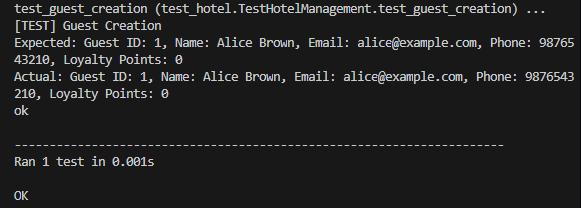 test_guest_creation (test_hotel.TestHotelManagement.test_guest_creation) ...
[TEST] Guest Creation
Expected: Guest ID: 1, Name: Alice Brown, Email: alice@example.com, Phone: 98765
43210, Loyalty Points: 0
Actual: Guest ID: 1, Name: Alice Brown, Email: alice@example.com, Phone: 9876543
210, Loyalty Points: 0
ok
----------------------------------------------------------------------
Ran 1 test in 0.001s
OK